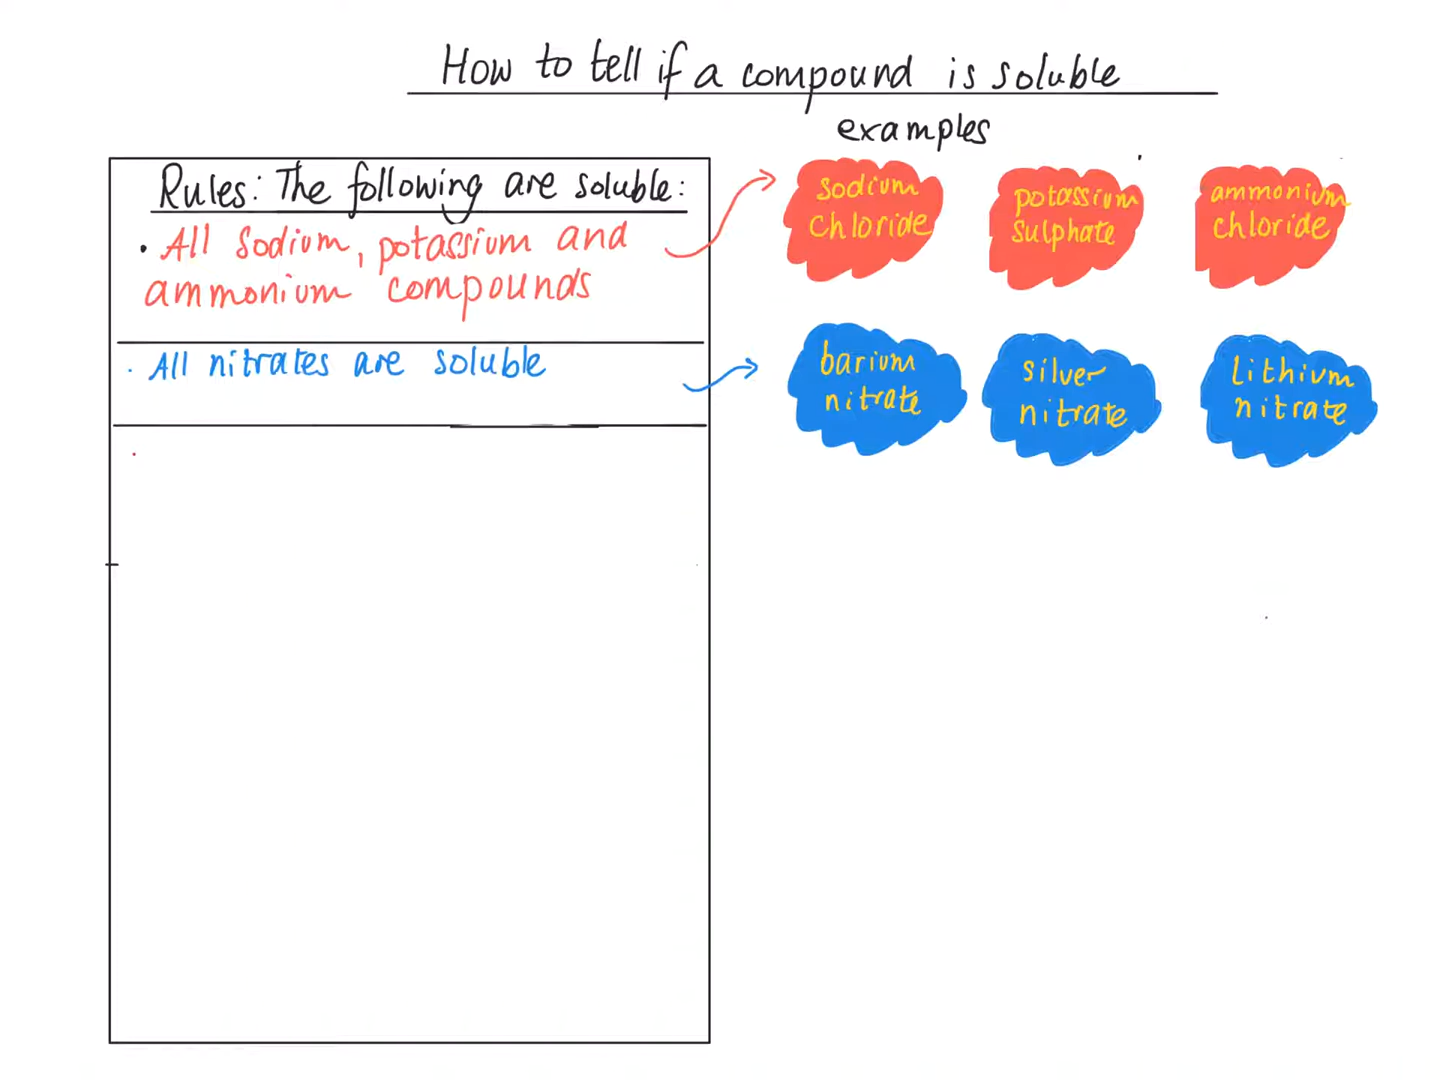 How to tell if a compound is soluble
examples
Rules: The following are soluble:
• All sodium, potassium and
ammonium compounds
sodium
chloride
potassium
sulphate
ammonium
chloride
· All nitrates are soluble
barium
nitrate
silver
nitrate
lithium
nitrate